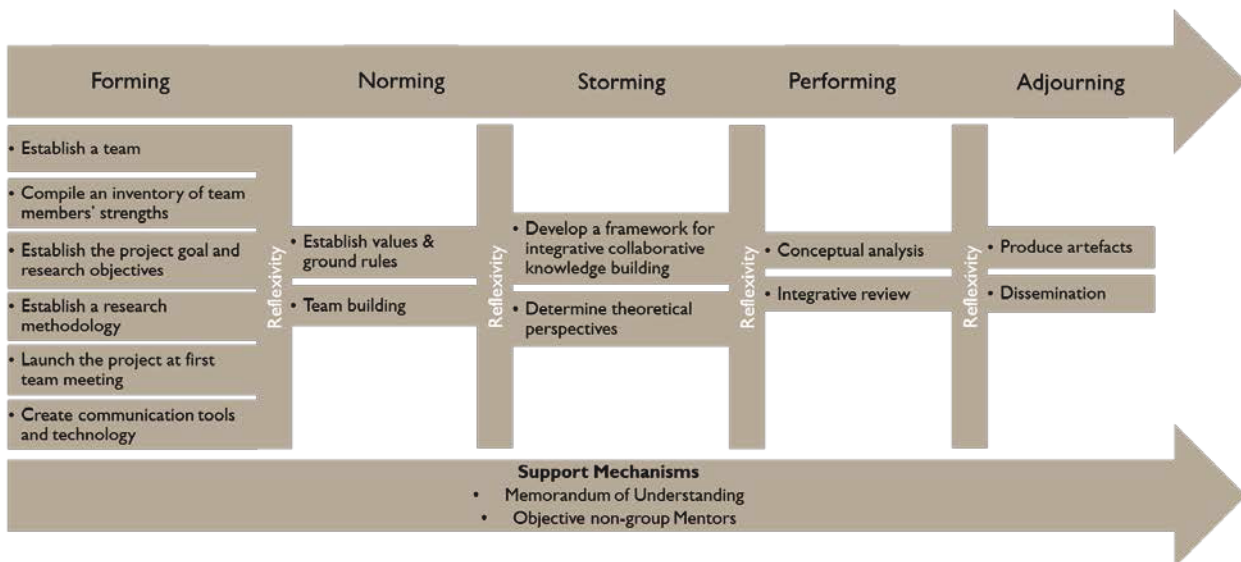 Forming
Norming
Storming
Performing
Adjourning
• Establish a team
• Compile an inventory of team
members' strengths
• Establish the project goal and
research objectives
• Establish a research
methodology
• Launch the project at first
team meeting
• Create communication tools
and technology
Reflexivity
• Establish values &
ground rules
• Team building
Reflexivity
• Develop a framework for
integrative collaborative
knowledge building
• Determine theoretical
perspectives
Reflexivity
• Conceptual analysis
• Integrative review
Reflexivity
• Produce artefacts
• Dissemination
Support Mechanisms
• Memorandum of Understanding
• Objective non-group Mentors